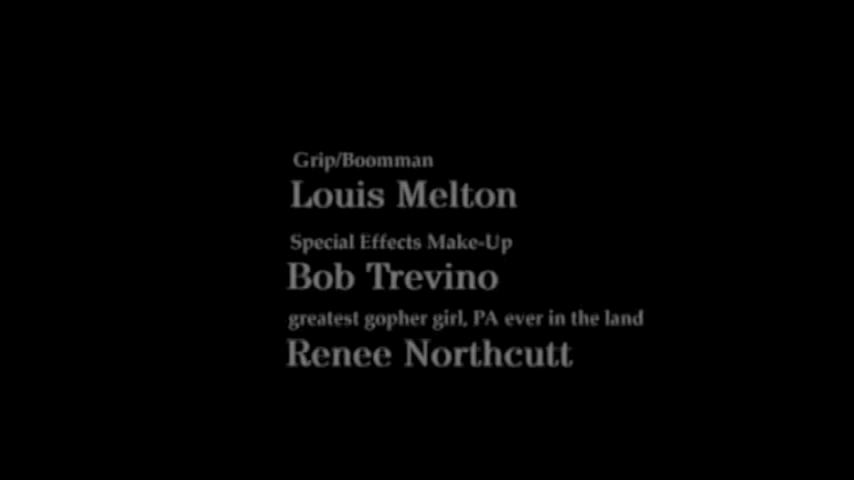 Grip/Boomman
Louis Melton
Special Effects Make-Up
Bob Trevino
greatest gopher girl, PA ever in the land
Renee Northcutt